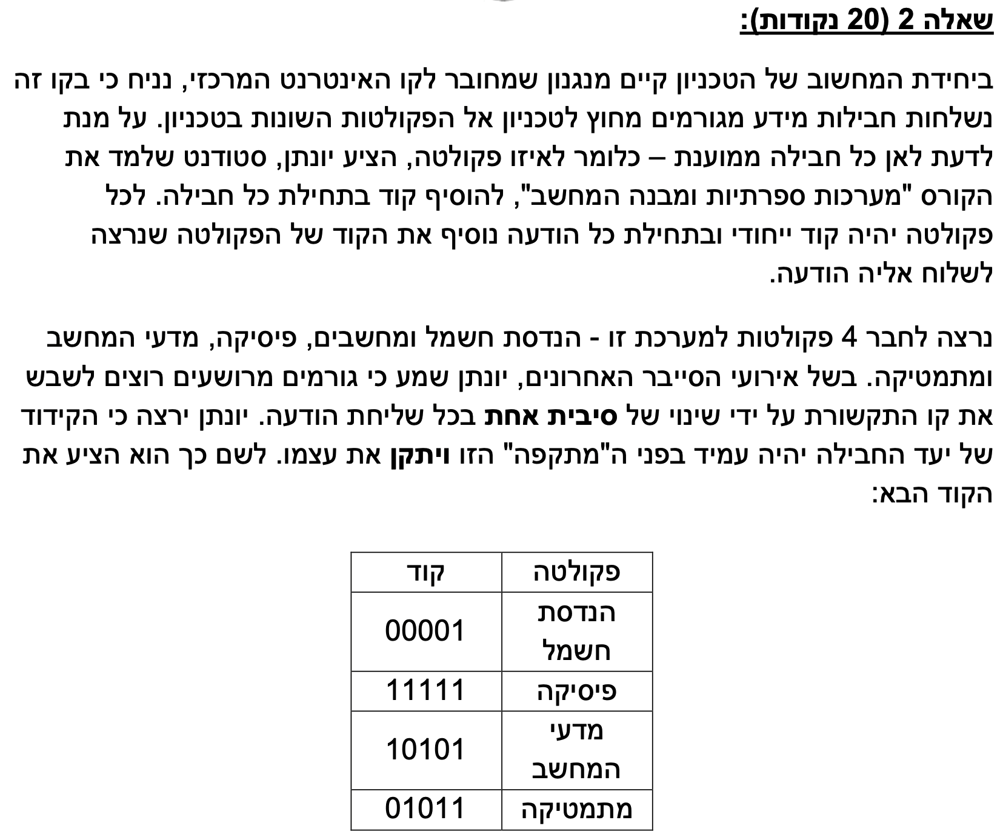 שאלה 2 (20 נקודות):
ביחידת המחשוב של הטכניון קיים מנגנון שמחובר לקו האינטרנט המרכזי, נניח כי בקו זה
נשלחות חבילות מידע מגורמים מחוץ לטכניון אל הפקולטות השונות בטכניון. על מנת
לדעת לאן כל חבילה ממוענת – כלומר לאיזו פקולטה, הציע יונתן, סטודנט שלמד את
הקורס "מערכות ספרתיות ומבנה המחשב", להוסיף קוד בתחילת כל חבילה. לכל
פקולטה יהיה קוד ייחודי ובתחילת כל הודעה נוסיף את הקוד של הפקולטה שנרצה
לשלוח אליה הודעה.
נרצה לחבר 4 פקולטות למערכת זו - הנדסת חשמל ומחשבים, פיסיקה, מדעי המחשב
ומתמטיקה. בשל אירועי הסייבר האחרונים, יונתן שמע כי גורמים מרושעים רוצים לשבש
את קו התקשורת על ידי שינוי של סיבית אחת בכל שליחת הודעה. יונתן ירצה כי הקידוד
של יעד החבילה יהיה עמיד בפני ה"מתקפה" הזו ויתקן את עצמו. לשם כך הוא הציע את
הקוד הבא:
פקולטה קוד
הנדסת
חשמל 00001
פיסיקה 11111
מדעי
המחשב 10101
מתמטיקה 01011